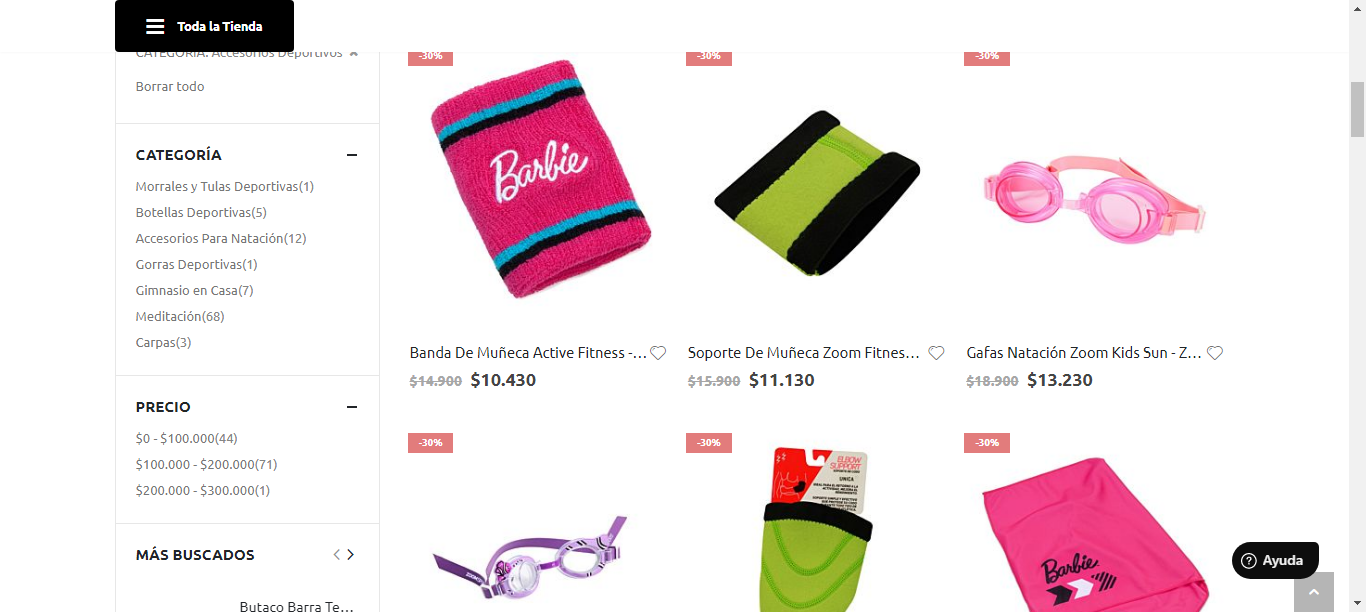 Toda la Tienda
CATEGORÍA: Accesorios Deportivos ×
Borrar todo
CATEGORÍA
Morrales y Tulas Deportivas(1)
Botellas Deportivas(5)
Accesorios Para Natación(12)
Gorras Deportivas(1)
Gimnasio en Casa(7)
Meditación(68)
Carpas(3)
PRECIO
$0 - $100.000(44)
$100.000 - $200.000(71)
$200.000 - $300.000(1)
MÁS BUSCADOS
Butaco Barra Te...
-30%
-30%
-30%
Barbie
Banda De Muñeca Active Fitness -...
$14.900 $10.430
Soporte De Muñeca Zoom Fitnes...
$15.900 $11.130
Gafas Natación Zoom Kids Sun - Z...
$18.900 $13.230
-30%
-30%
-30%
ELBOW
SUPPORT
UNICA
Barbie
Ayuda